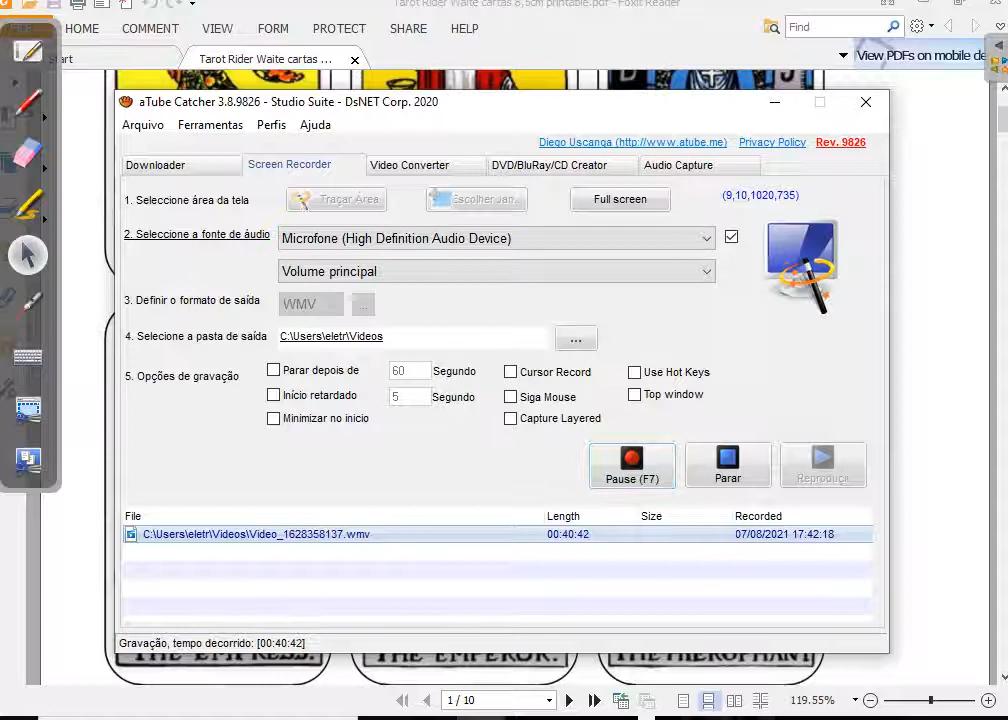 Tarot Rider Waite cartas 8,5cm printable.pdf - Foxit Reader
FILE HOME COMMENT VIEW FORM PROTECT SHARE HELP
Find
Start
Tarot Rider Waite cartas ...
View PDFs on mobile de
aTube Catcher 3.8.9826 - Studio Suite - DsNET Corp. 2020
Arquivo Ferramentas Perfis Ajuda
Diego Uscanga (http://www.atube.me) Privacy Policy Rev. 9826
Downloader Screen Recorder Video Converter DVD/BluRay/CD Creator Audio Capture
1. Seleccione área da tela Traçar Área Escolher Jan. Full screen (9,10,1020,735)
2. Seleccione a fonte de áudio Microfone (High Definition Audio Device)
Volume principal
3. Definir o formato de saída WMV ...
4. Selecione a pasta de saída C:\Users\eletr\Videos ...
5. Opções de gravação
Parar depois de 60 Segundo Cursor Record Use Hot Keys
Início retardado 5 Segundo Siga Mouse Top window
Minimizar no inicio Capture Layered
Pause (F7) Parar Reproduçi
File Length Size Recorded
C:\Users\eletr\Videos\Video_1628358137.wmv 00:40:42 07/08/2021 17:42:18
Gravação, tempo decorrido: [00:40:42]
THE EMPRESS. THE EMPEROR. THE HIEROPHANT
1 / 10 119.55%